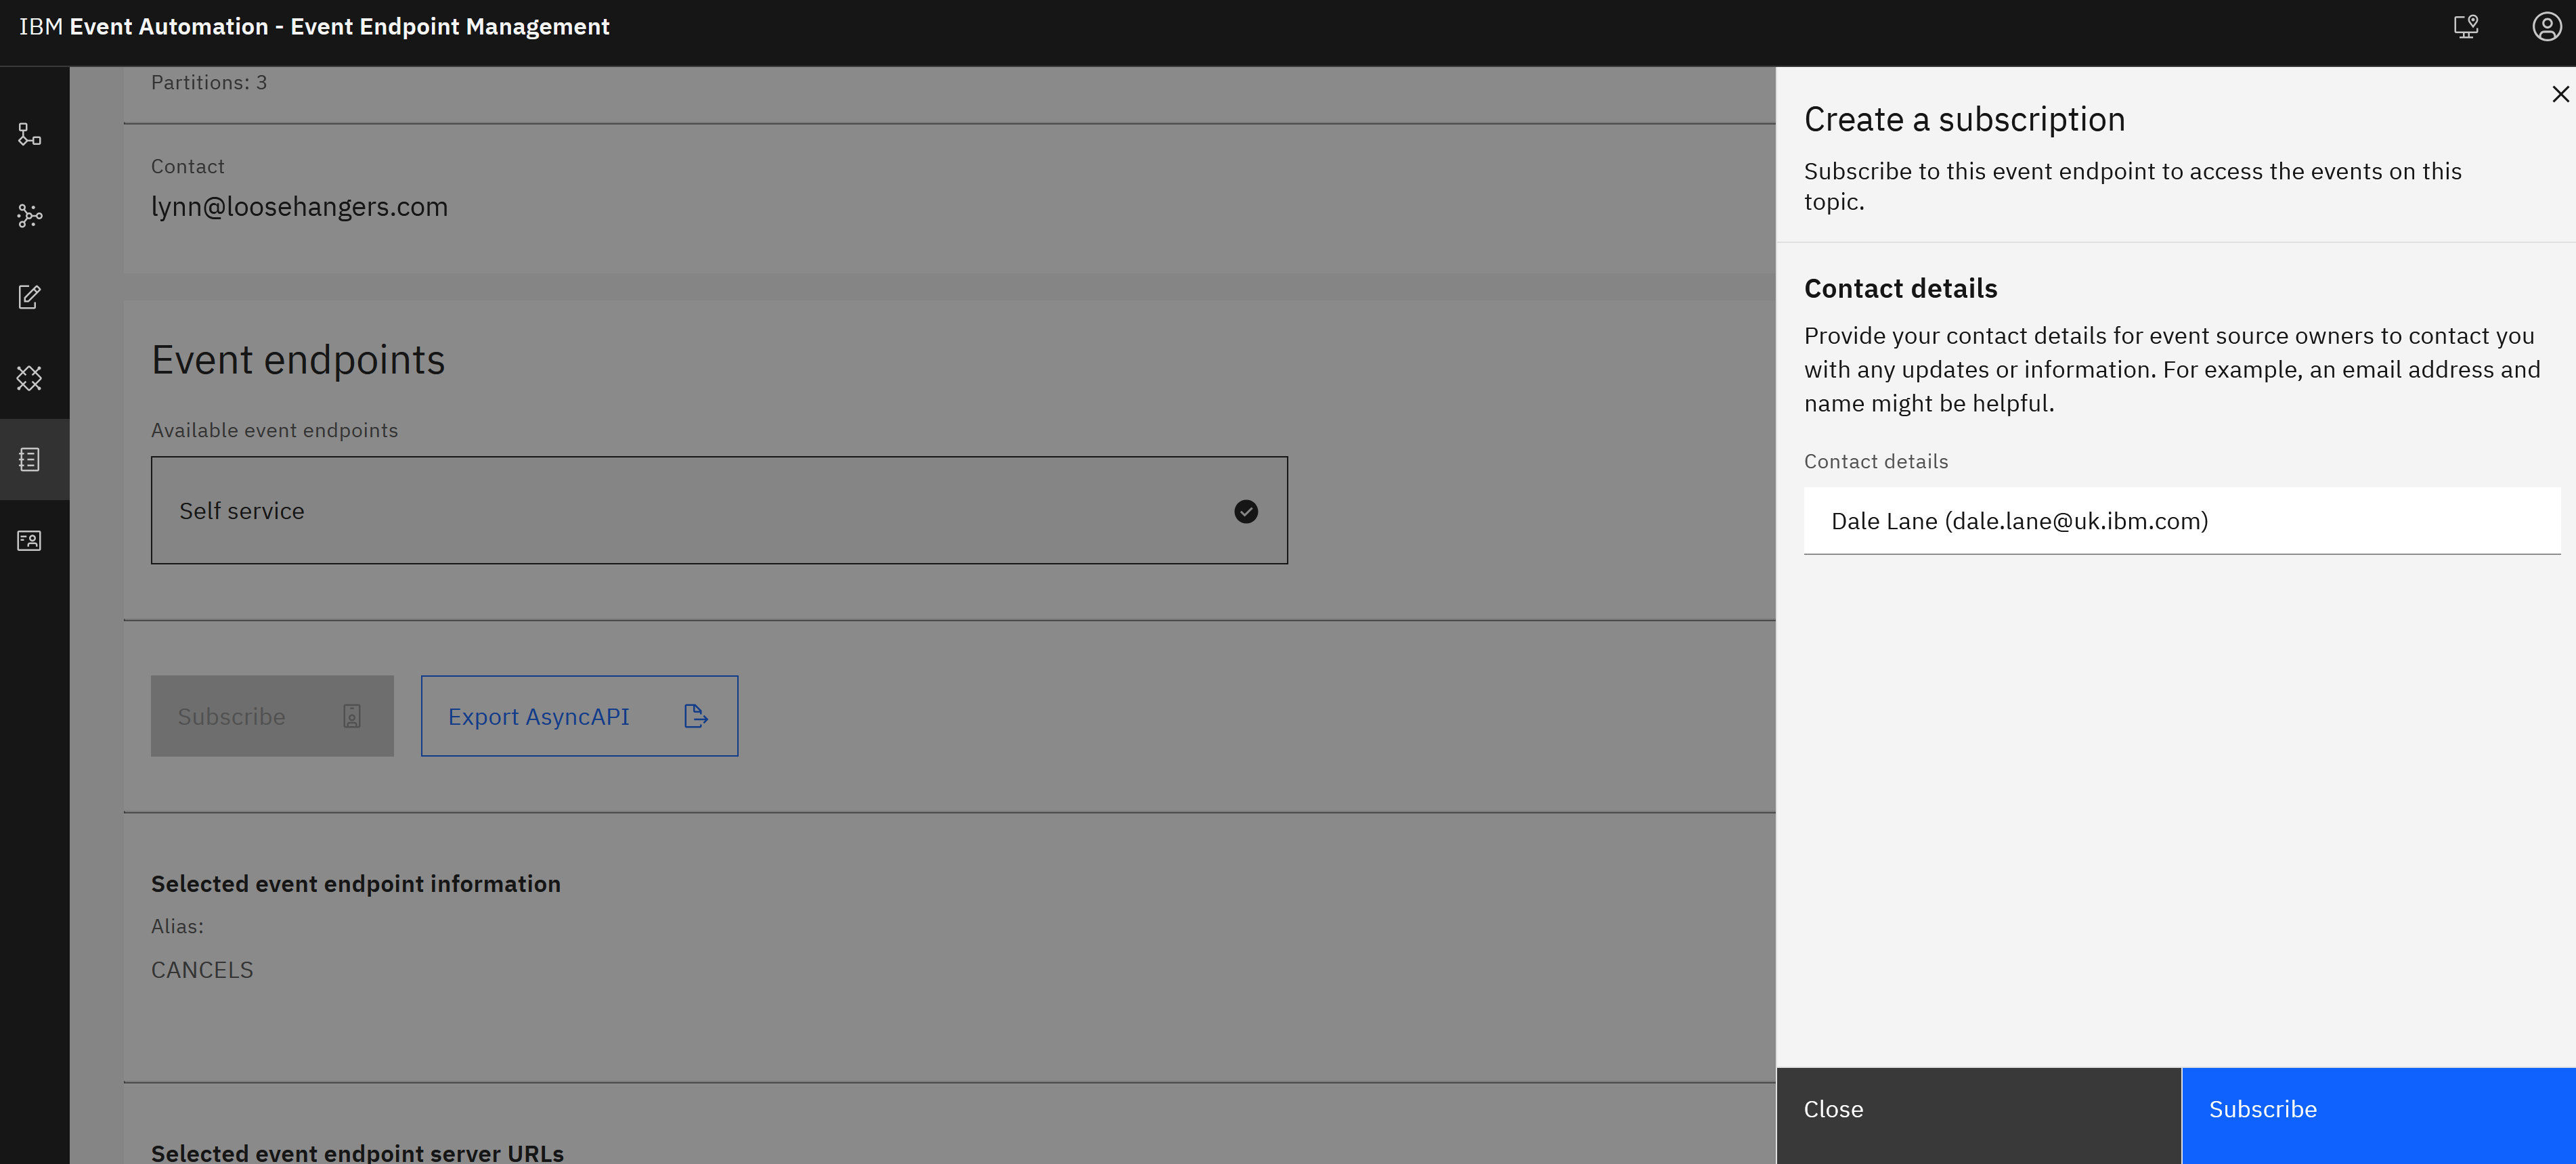 IBM Event Automation - Event Endpoint Management
Partitions: 3
Contact
lynn@loosehangers.com
Event endpoints
Available event endpoints
Self service
Subscribe
Export AsyncAPI
Selected event endpoint information
Alias:
CANCELS
Selected event endpoint server URLs
Create a subscription
Subscribe to this event endpoint to access the events on this
topic.
Contact details
Provide your contact details for event source owners to contact you
with any updates or information. For example, an email address and
name might be helpful.
Contact details
Dale Lane (dale.lane@uk.ibm.com)
Close
Subscribe